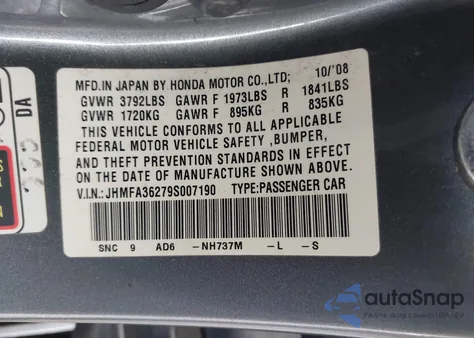 MFD.IN JAPAN BY HONDA MOTOR CO.,LTD; 10/'08
GVWR 3792LBS GAWR F 1973LBS R 1841LBS
GVWR 1720KG GAWR F 895KG R 835KG
THIS VEHICLE CONFORMS TO ALL APPLICABLE
FEDERAL MOTOR VEHICLE SAFETY ,BUMPER,
AND THEFT PREVENTION STANDARDS IN EFFECT
ON THE DATE OF MANUFACTURE SHOWN ABOVE.
V.I.N.:JHMFA36279S007190 TYPE:PASSENGER CAR
SNC 9 AD6 -NH737M -L -S
DA
autoSnap